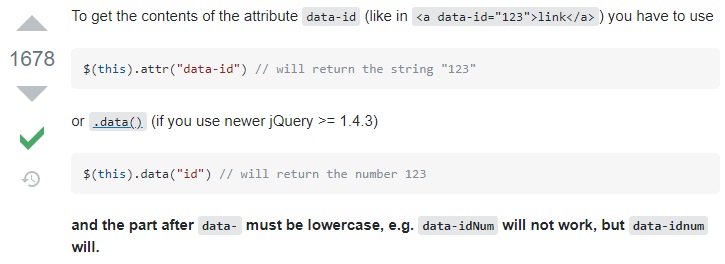 To get the contents of the attribute data-id (like in <a data-id="123">link</a>) you have to use
1678
$(this).attr("data-id") // will return the string "123"
or .data() (if you use newer jQuery >= 1.4.3)
$(this).data("id") // will return the number 123
and the part after data- must be lowercase, e.g. data-idNum will not work, but data-idnum
will.